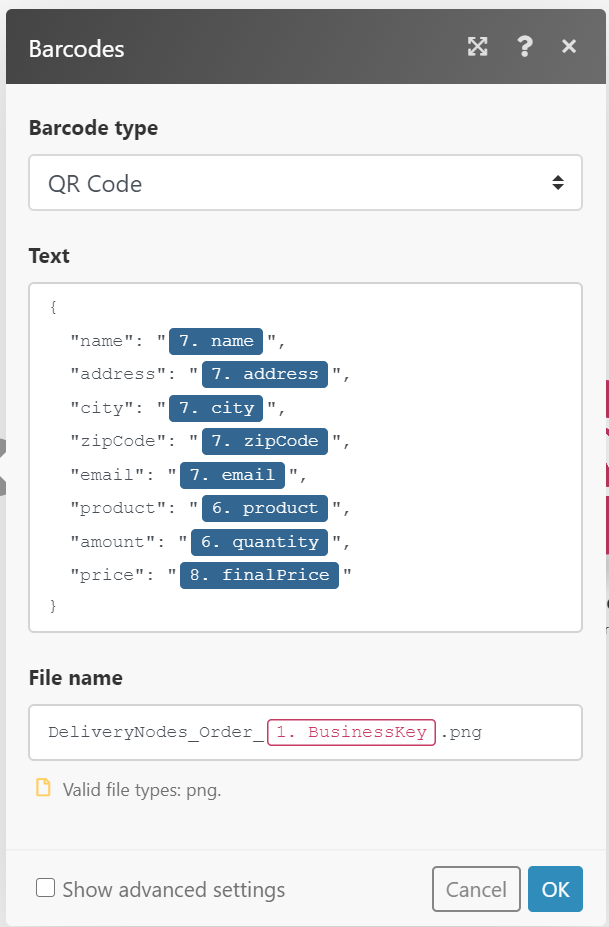 Barcodes
Barcode type
QR Code
Text
{
"name": "7. name",
"address": "7. address",
"city": "7. city",
"zipCode": "7. zipCode",
"email": "7. email",
"product": "6. product",
"amount": "6. quantity",
"price": "8. finalPrice"
}
File name
DeliveryNodes_Order_1. BusinessKey.png
Valid file types: png.
Show advanced settings
Cancel
OK